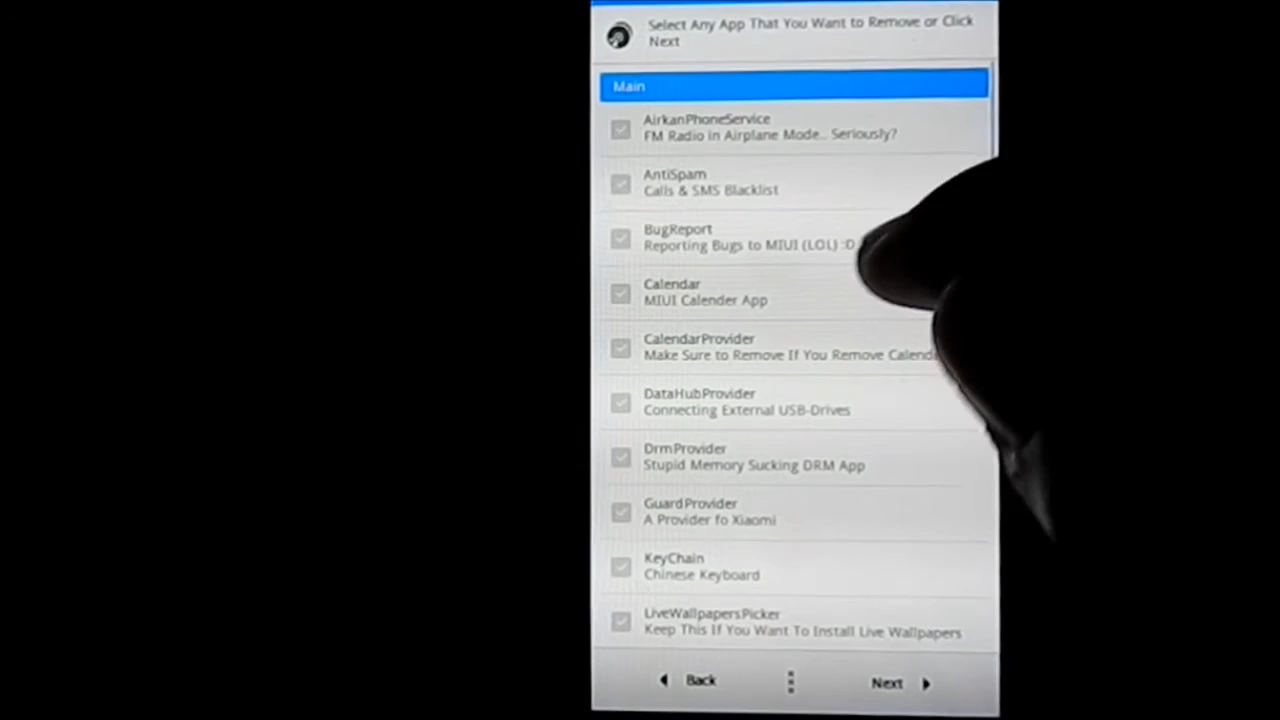 Select Any App That You Want to Remove or Click
Next
Main
AirkanPhoneService
FM Radio in Airplane Mode.. Seriously?
AntiSpam
Calls & SMS Blacklist
BugReport
Reporting Bugs to MIUI (LOL) :D
Calendar
MIUI Calender App
CalendarProvider
Make Sure to Remove If You Remove
DataHubProvider
Connecting External USB-Drives
DrmProvider
Stupid Memory Sucking DRM App
GuardProvider
A Provider fo Xiaomi
KeyChain
Chinese Keyboard
LiveWallpapersPicker
Keep This If You Want To Install Live Wallpapers
Back
Next